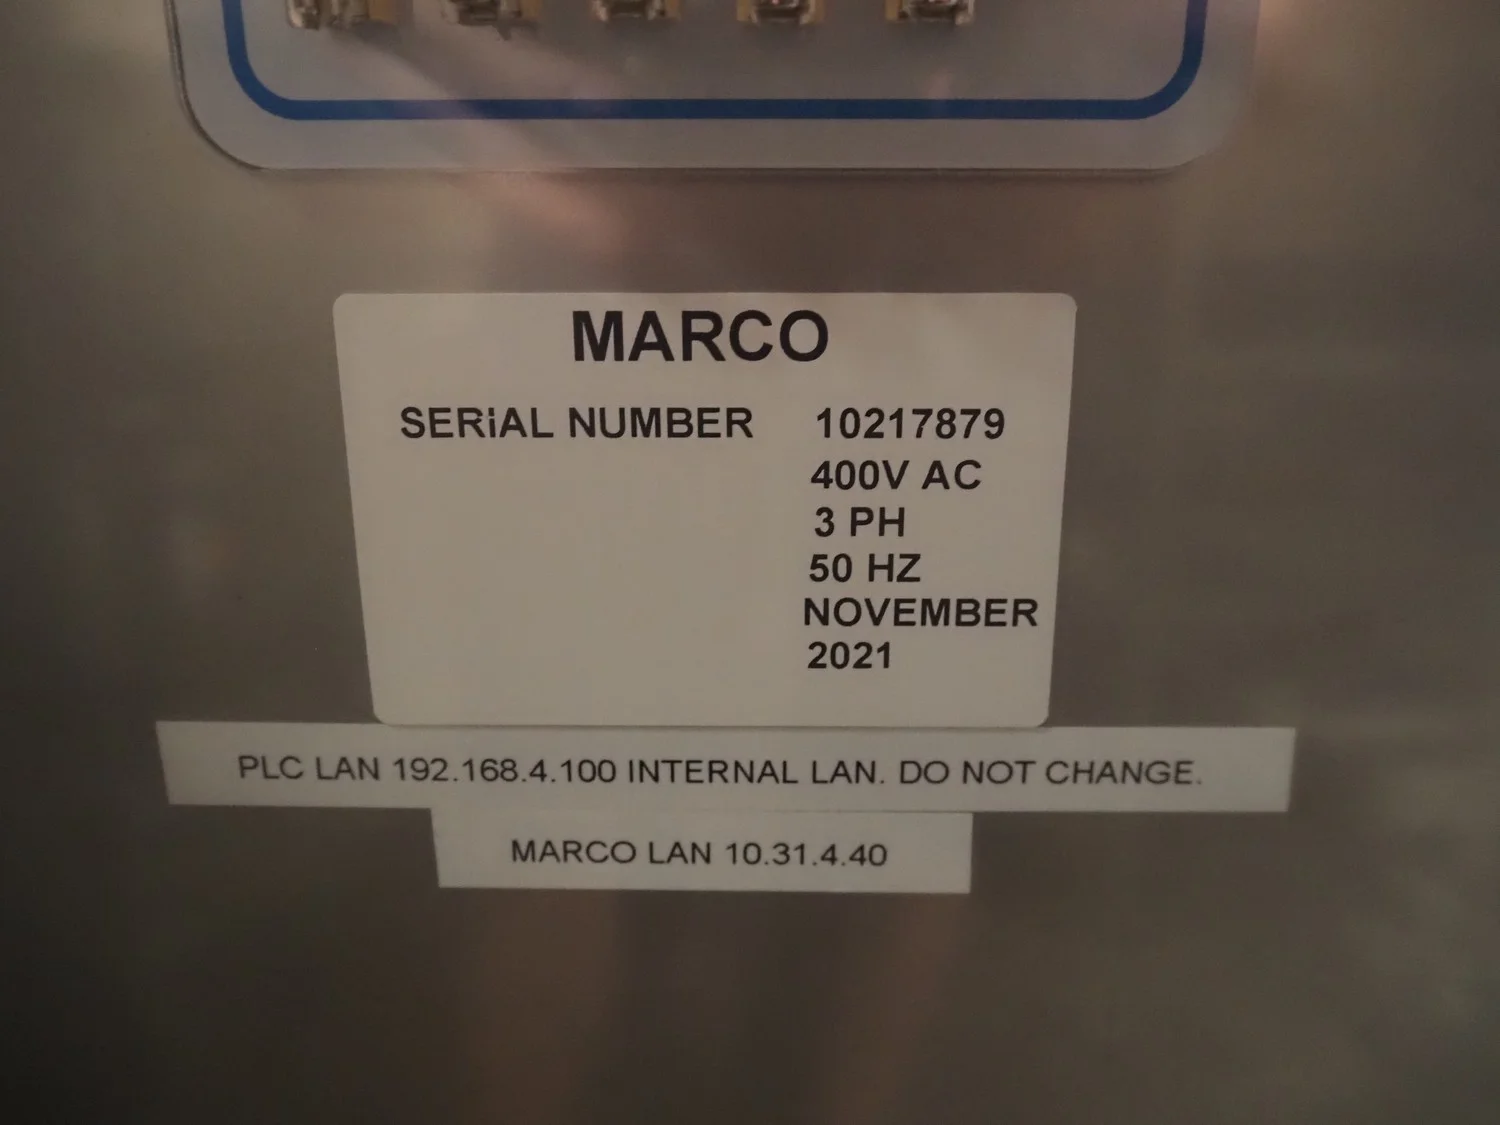 MARCO
SERiAL NUMBER 10217879
400V AC
3 PH
50 HZ
NOVEMBER
2021
PLC LAN 192.168.4.100 INTERNAL LAN. DO NOT CHANGE.
MARCO LAN 10.31.4.40